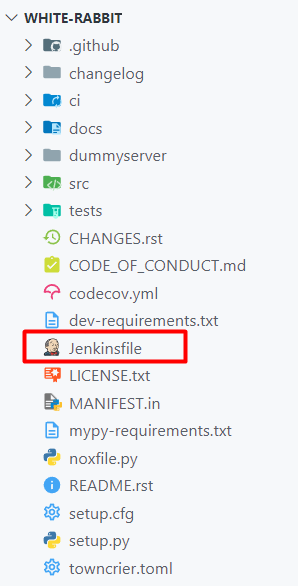 WHITE-RABBIT
.github
changelog
ci
docs
dummyserver
src
tests
CHANGES.rst
CODE_OF_CONDUCT.md
codecov.yml
dev-requirements.txt
Jenkinsfile
LICENSE.txt
MANIFEST.in
mypy-requirements.txt
noxfile.py
README.rst
setup.cfg
setup.py
towncrier.toml